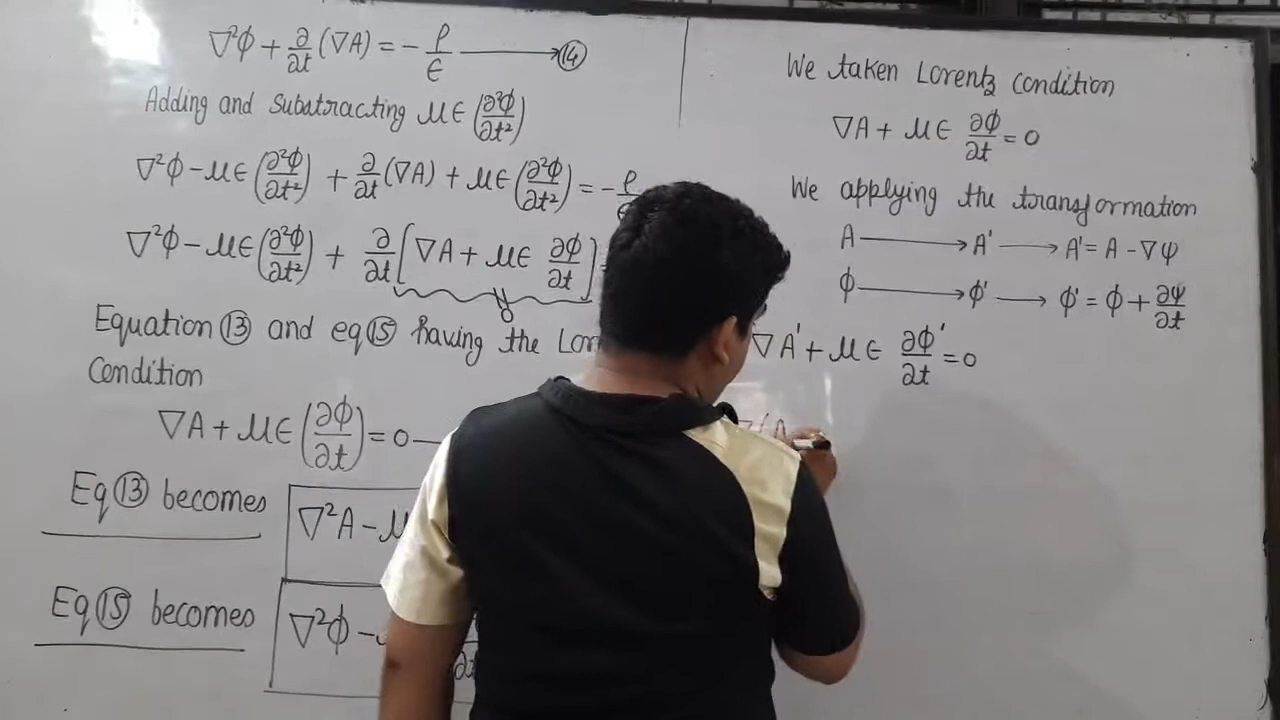 ∇²ϕ + ∂/∂t (∇A) = - ρ/ϵ → ⑭
Adding and Subatracting μϵ (∂²ϕ/∂t²)
∇²ϕ - μϵ (∂²ϕ/∂t²) + ∂/∂t (∇A) + μϵ (∂²ϕ/∂t²) = - ρ/ϵ
∇²ϕ - μϵ (∂²ϕ/∂t²) + ∂/∂t [∇A + μϵ ∂ϕ/∂t]
Equation ⑬ and eq ⑮ having the
Condition
∇A + μϵ (∂ϕ/∂t) = 0
Eq ⑬ becomes ∇²A - μ
Eq ⑮ becomes ∇²ϕ -
We taken Lorentz condition
∇A + μϵ ∂ϕ/∂t = 0
We applying the transformation
A → A' → A' = A - ∇ψ
ϕ → ϕ' → ϕ' = ϕ + ∂ψ/∂t
∇A' + μϵ ∂ϕ'/∂t = 0
∇(A